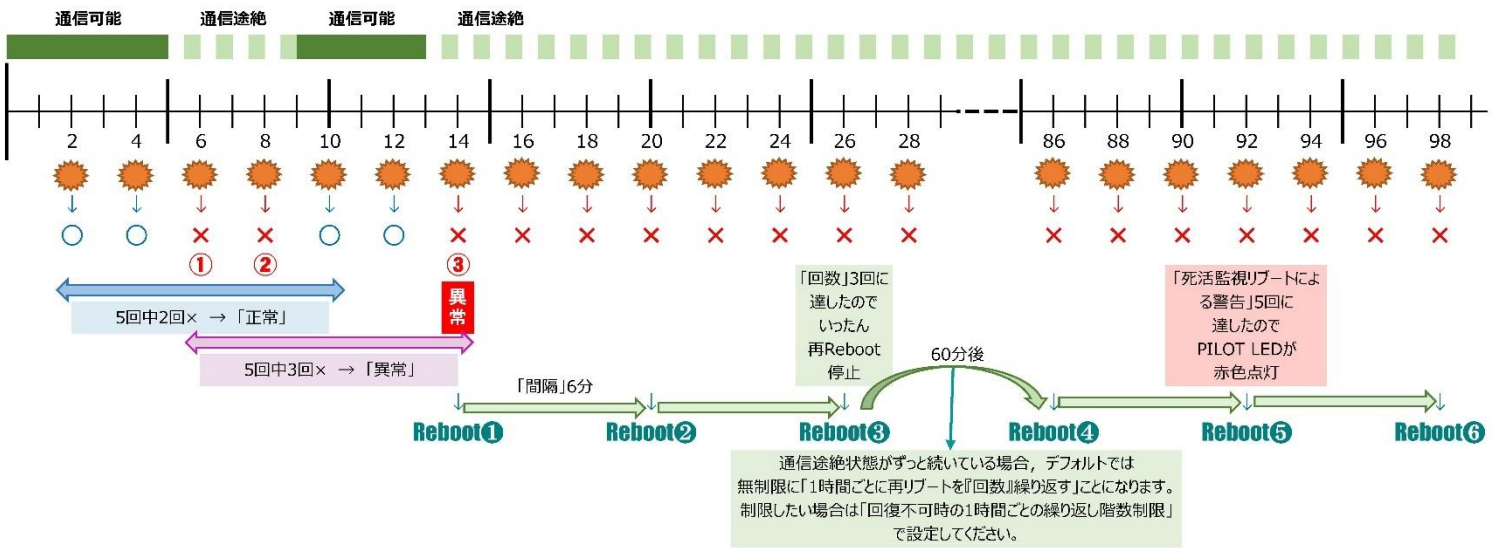 通信可能 通信途絶 通信可能 通信途絶
2 4 6 8 10 12 14 16 18 20 22 24 26 28 86 88 90 92 94 96 98
○ ○ × × ○ ○ × × × × × × × × × × × × × × ×
① ② ③
異常
5回中2回× → 「正常」
5回中3回× → 「異常」
「間隔」6分
「回数」3回に
達したので
いったん
再Reboot
停止
60分後
「死活監視リブートによ
る警告」5回に
達したので
PILOT LEDが
赤色点灯
Reboot❶ Reboot❷ Reboot❸ Reboot❹ Reboot❺ Reboot❻
通信途絶状態がずっと続いている場合，デフォルトでは
無制限に「1時間ごとに再リブートを『回数』繰り返す」ことになります。
制限したい場合は「回復不可時の1時間ごとの繰り返し階数制限」
で設定してください。